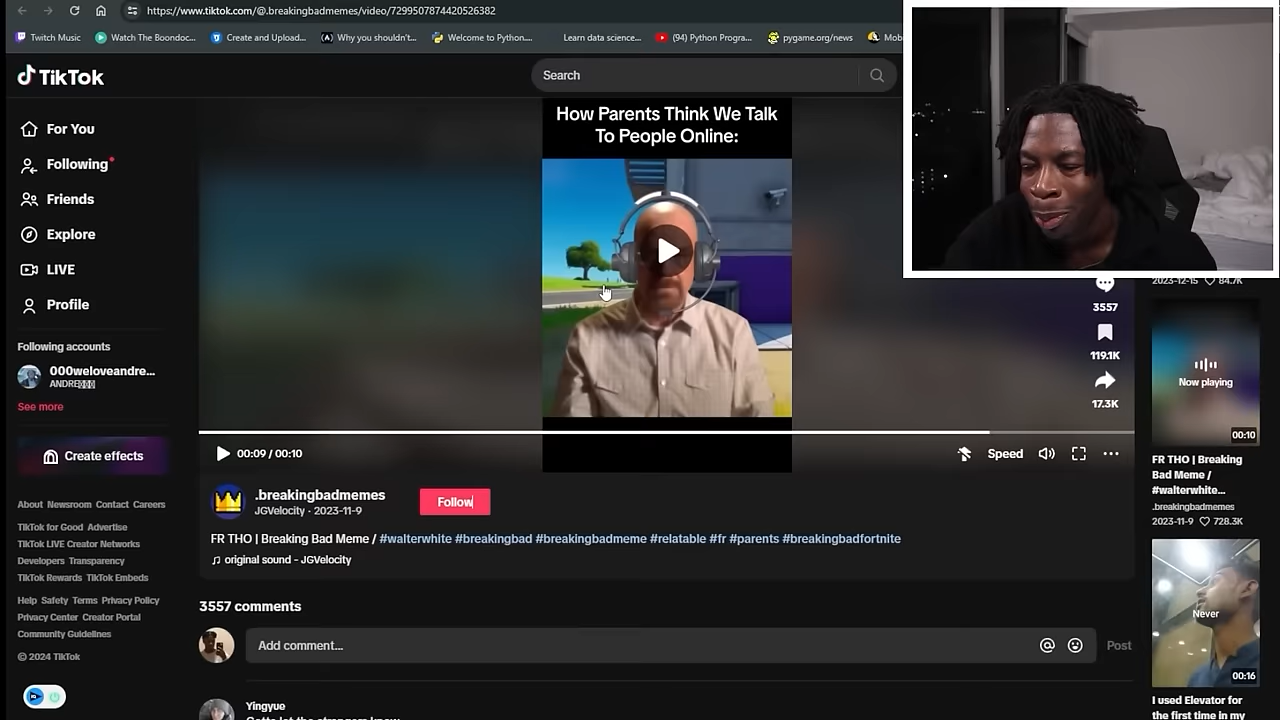 https://www.tiktok.com/@.breakingbadmemes/video/7299507874420526382
Twitch Music
Watch The Boondoc...
Create and Upload...
Why you shouldn't...
Welcome to Python....
Learn data science...
(94) Python Progra...
pygame.org/news
Mob
TikTok
Search
For You
Following
Friends
Explore
LIVE
Profile
Following accounts
000weloveandre...
See more
Create effects
About Newsroom Contact Careers
TikTok for Good Advertise
TikTok LIVE Creator Networks
Developers Transparency
TikTok Rewards TikTok Embeds
Help Safety Terms Privacy Policy
Privacy Center Creator Portal
Community Guidelines
© 2024 TikTok
How Parents Think We Talk
To People Online:
00:09 / 00:10
Speed
3557
119.1K
17.3K
.breakingbadmemes
JGVelocity · 2023-11-9
Follow
FR THO | Breaking Bad Meme / #walterwhite #breakingbad #breakingbadmeme #relatable #fr #parents #breakingbadfortnite
original sound - JGVelocity
3557 comments
Add comment...
Post
Yingyue
2023-12-15 84.7K
Now playing
00:10
FR THO | Breaking
Bad Meme /
#walterwhite...
.breakingbadmemes
2023-11-9 728.3K
Never
00:16
I used Elevator for
the first time in my